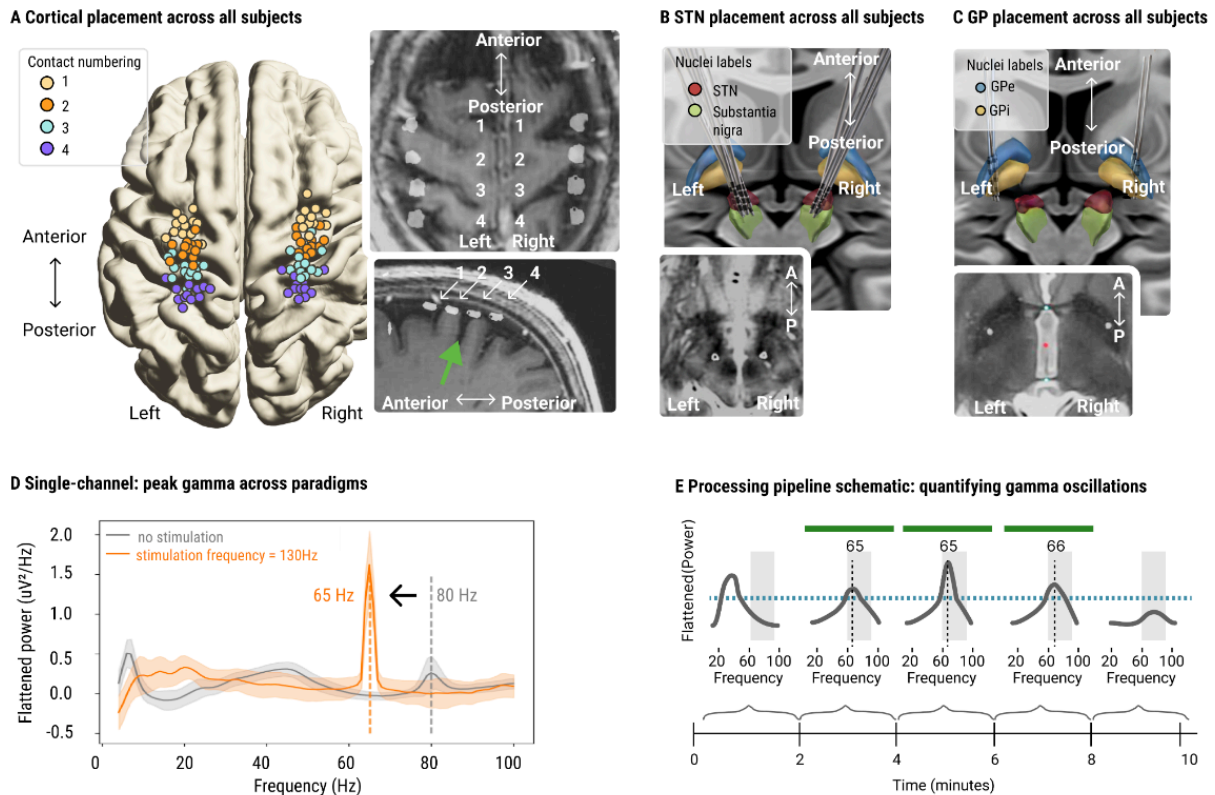 A Cortical placement across all subjects
Contact numbering
1
2
3
4
Anterior
Posterior
Left
Right
Anterior
Posterior
1 1
2 2
3 3
4 4
Left Right
1 2 3 4
Anterior Posterior
B STN placement across all subjects
Nuclei labels
STN
Substantia
nigra
Anterior
Posterior
Left
Right
A
P
Left Right
C GP placement across all subjects
Nuclei labels
GPe
GPi
Anterior
Posterior
Left
Right
A
P
Left Right
D Single-channel: peak gamma across paradigms
no stimulation
stimulation frequency = 130Hz
65 Hz
80 Hz
Flattened power (uV²/Hz)
2.0
1.5
1.0
0.5
0.0
-0.5
0 20 40 60 80 100
Frequency (Hz)
E Processing pipeline schematic: quantifying gamma oscillations
Flattened(Power)
65 65 66
20 60 100 20 60 100 20 60 100 20 60 100 20 60 100
Frequency Frequency Frequency Frequency Frequency
0 2 4 6 8 10
Time (minutes)